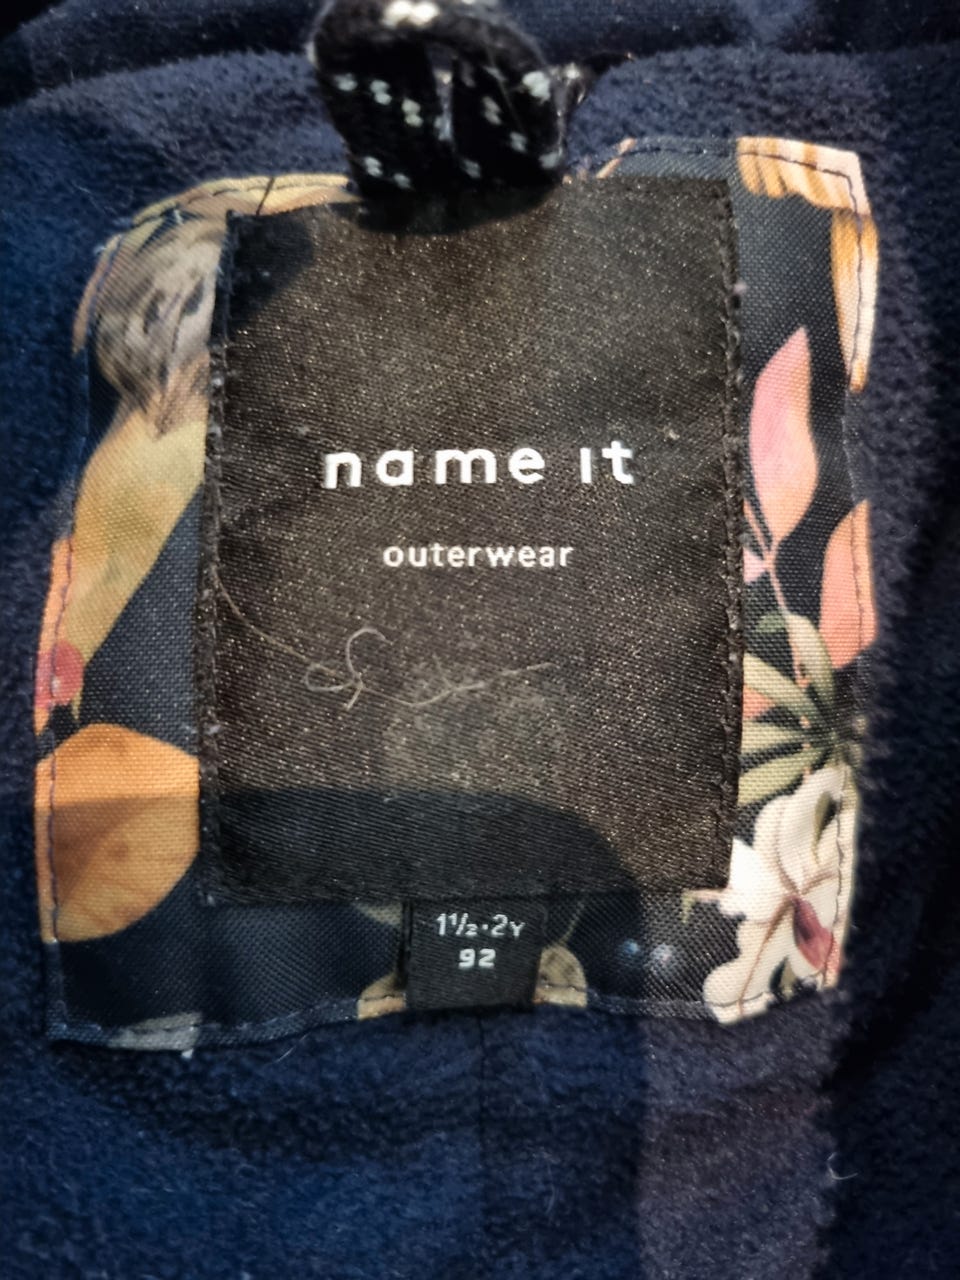 name it
outerwear
1½-2Y
92